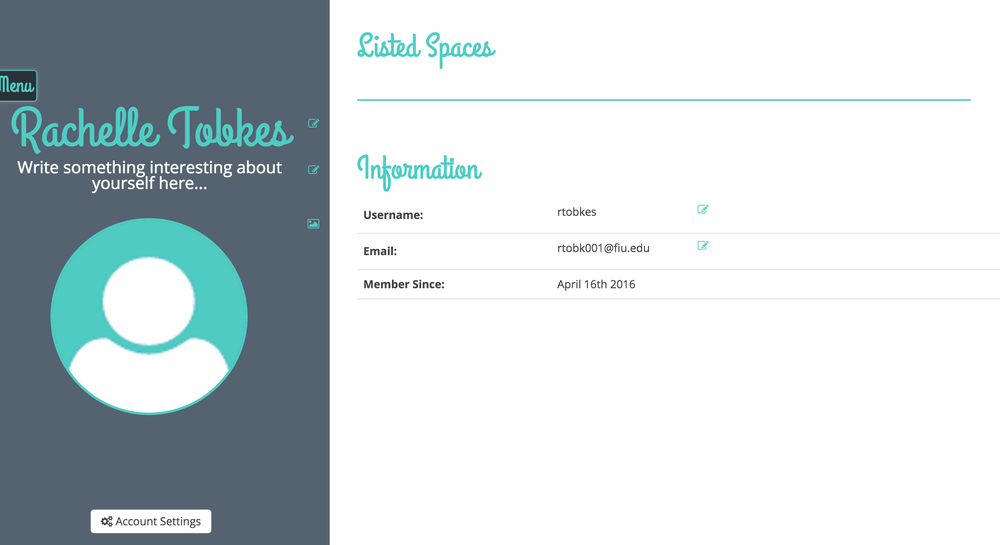 Menu
Rachelle Tobkes
Write something interesting about
yourself here...
Account Settings
Listed Spaces
Information
Username: rtobkes
Email: rtobk001@fiu.edu
Member Since: April 16th 2016